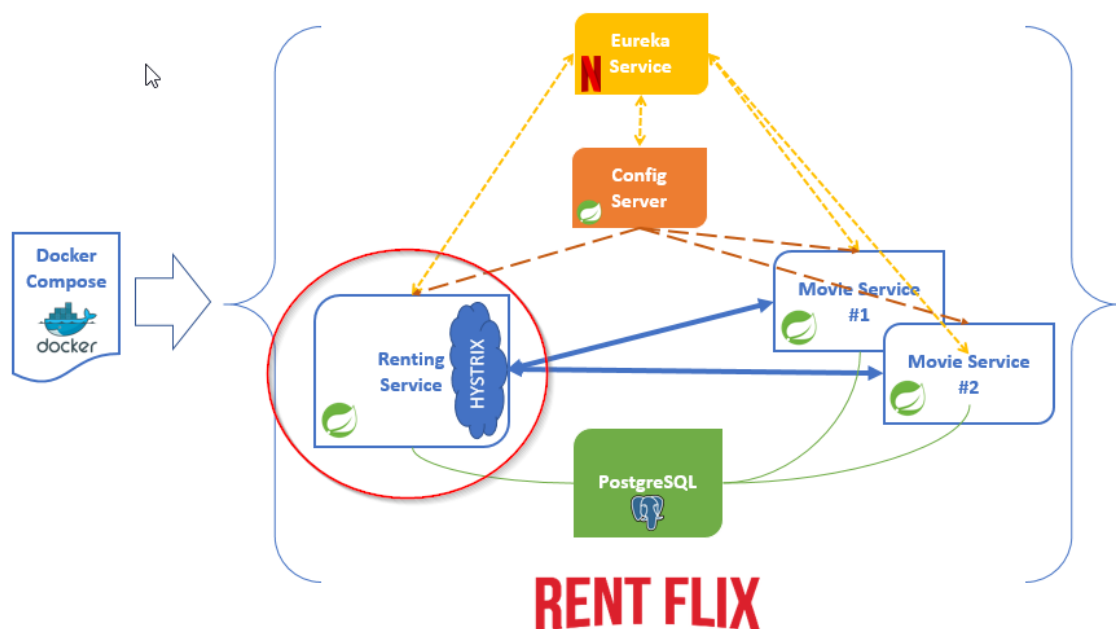 Eureka
Service
N
Config
Server
Docker
Compose
docker
Renting
Service
HYSTRIX
Movie Service
#1
Movie Service
#2
PostgreSQL
RENT FLIX